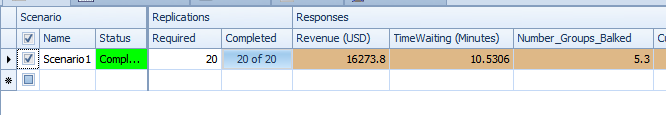 Scenario Replications Responses
Name Status Required Completed Revenue (USD) TimeWaiting (Minutes) Number_Groups_Balked
Scenario1 Compl... 20 20 of 20 16273.8 10.5306 5.3